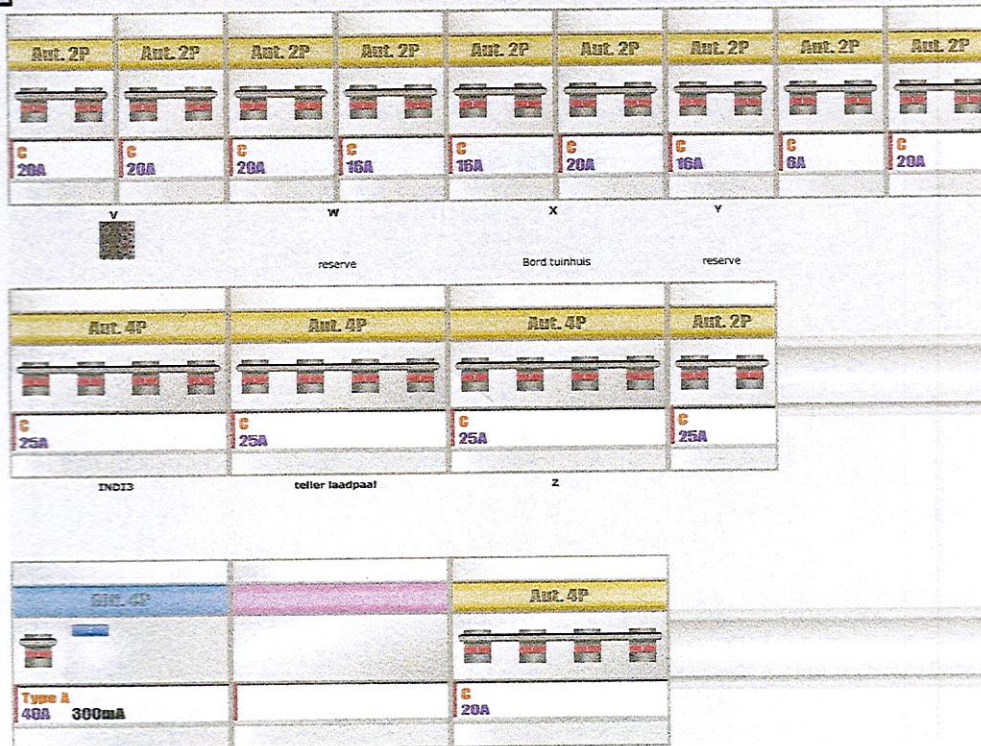 Aut. 2P Aut. 2P Aut. 2P Aut. 2P Aut. 2P Aut. 2P Aut. 2P Aut. 2P Aut. 2P
C C C C C C C C C
20A 20A 20A 16A 16A 20A 16A 6A 20A
V W X Y
reserve Bord tuinhuis reserve
Aut. 4P Aut. 4P Aut. 4P Aut. 2P
C C C C
25A 25A 25A 25A
INDI3 teller laadpaal Z
Aut. 4P Aut. 4P
Type A C
40A 300mA 20A